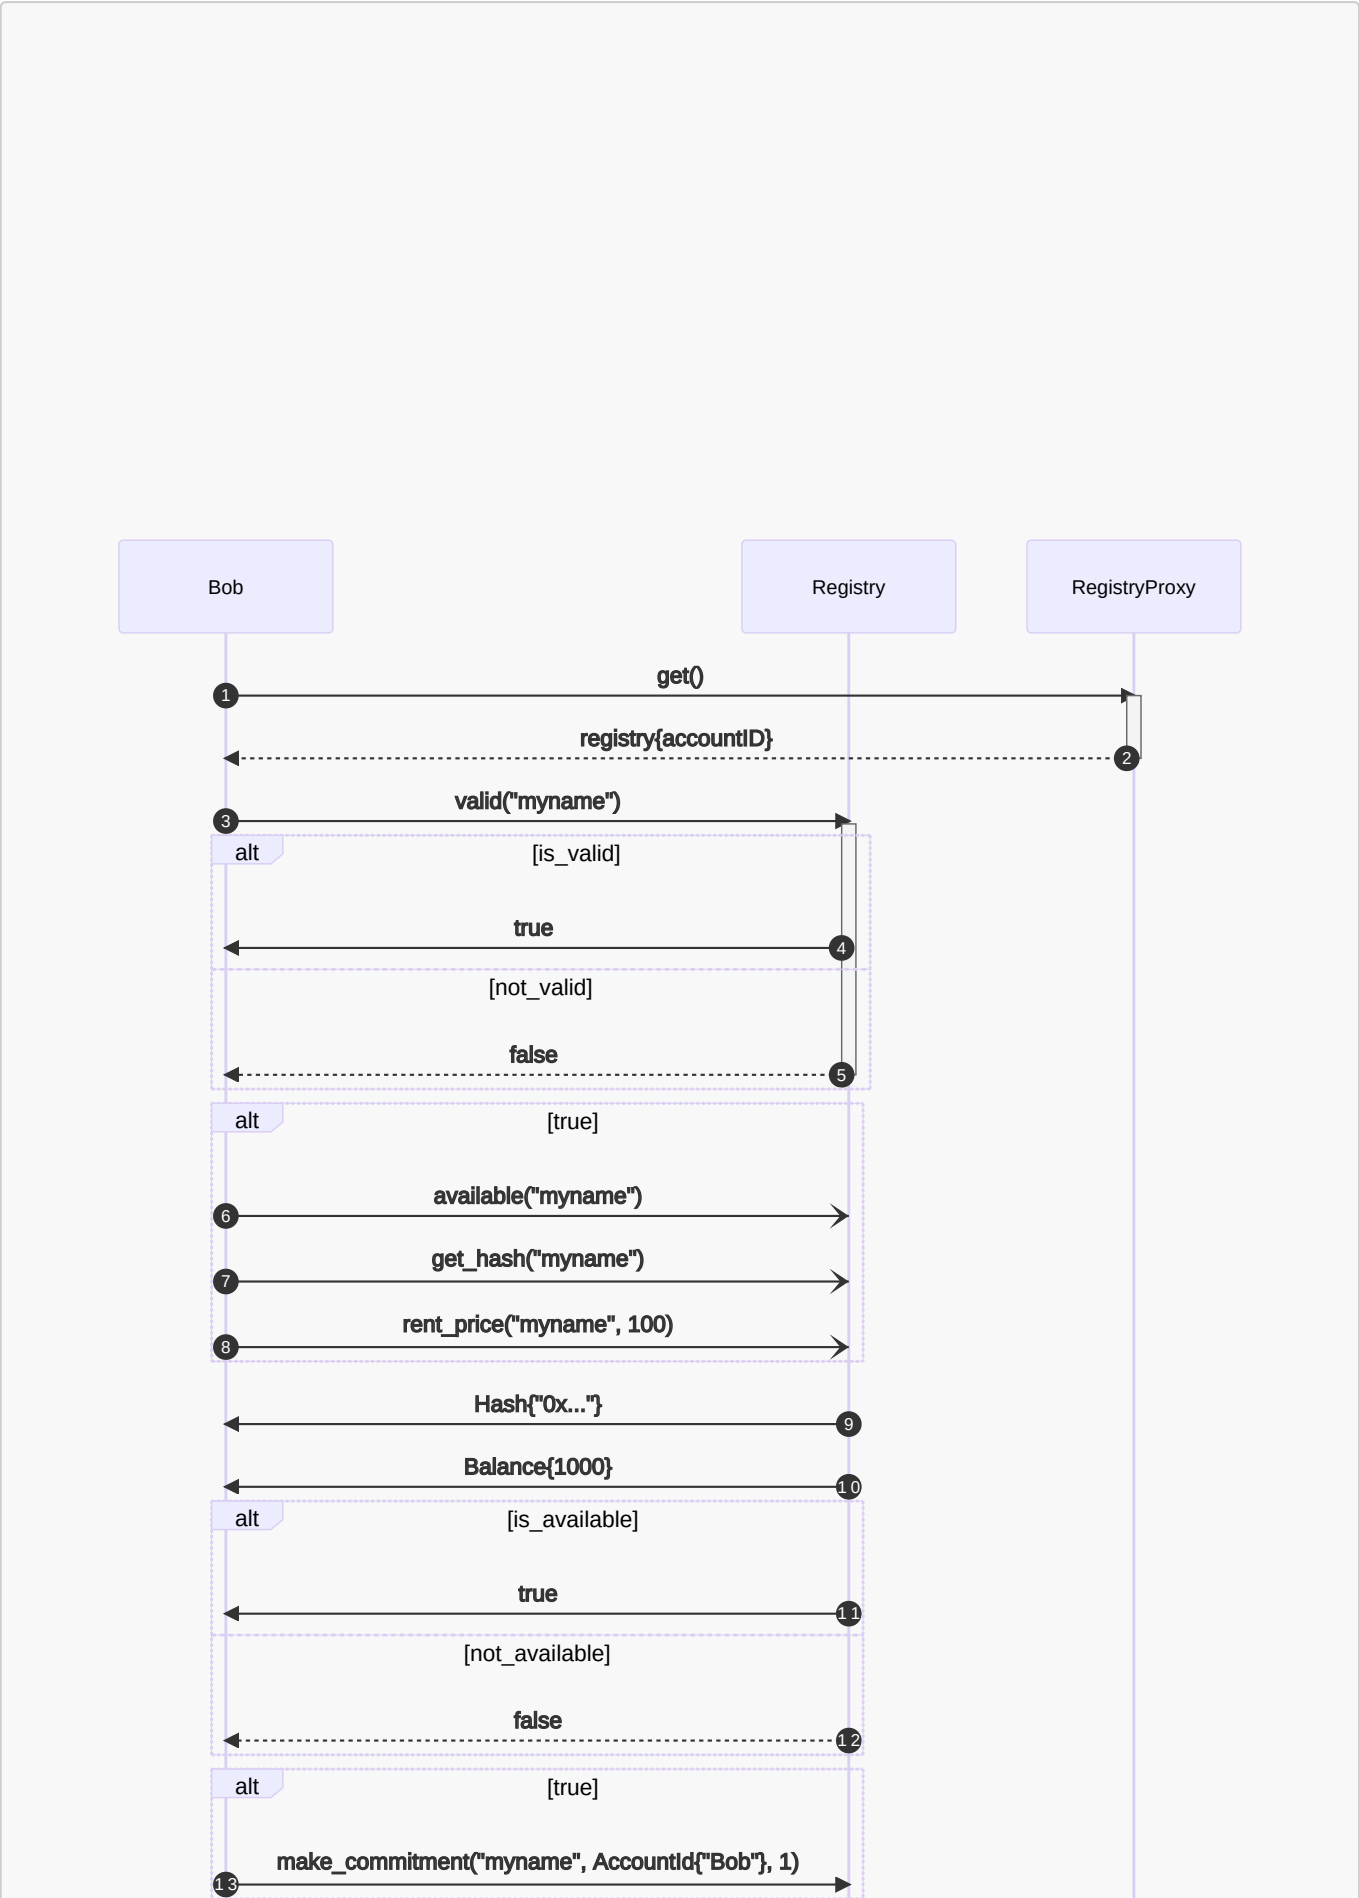 Bob
Registry
RegistryProxy
get()
1
registry{accountID}
2
valid("myname")
3
alt
[is_valid]
true
4
[not_valid]
false
5
alt
[true]
available("myname")
6
get_hash("myname")
7
rent_price("myname", 100)
8
Hash{"0x..."}
9
Balance{1000}
10
alt
[is_available]
true
11
[not_available]
false
12
alt
[true]
make_commitment("myname", AccountId{"Bob"}, 1)
13